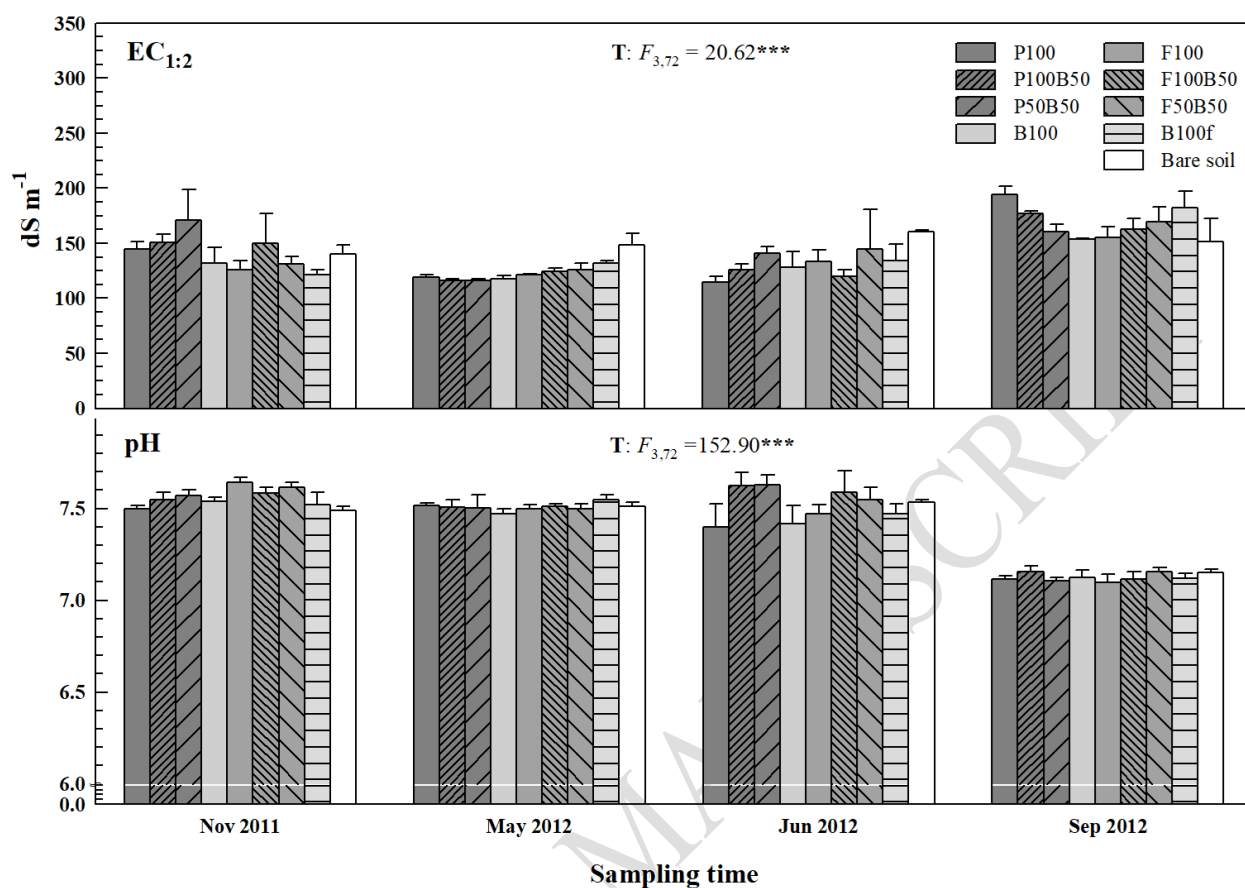 350
300
250
200
150
100
50
0
dS m-1
EC1:2
T: F3,72 = 20.62***
P100
F100
P100B50
F100B50
P50B50
F50B50
B100
B100f
Bare soil
pH
T: F3,72 =152.90***
7.5
7.0
6.5
6.0
0.0
Nov 2011
May 2012
Jun 2012
Sep 2012
Sampling time